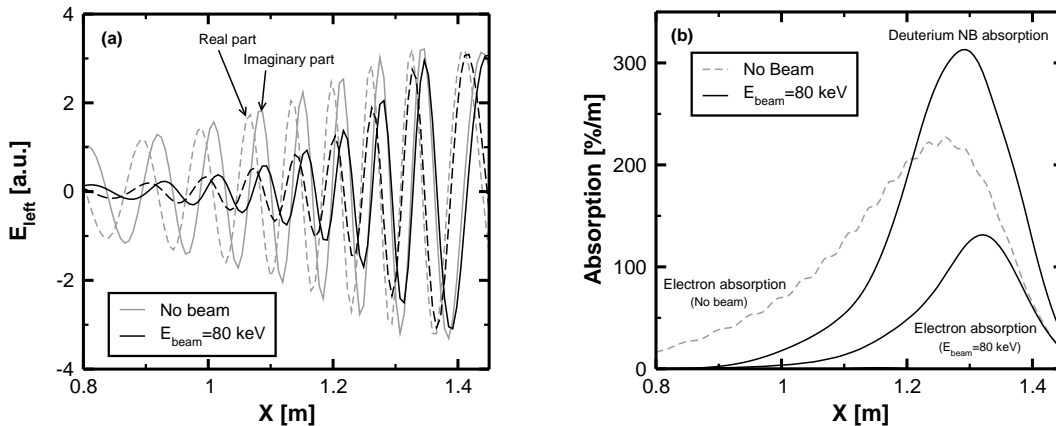 (a)
Real part
Imaginary part
4
2
0
-2
-4
E_left [a.u.]
No beam
E_beam=80 keV
0.8
1
1.2
1.4
X [m]
(b)
Deuterium NB absorption
No Beam
E_beam=80 keV
300
200
100
0
Absorption [%/m]
Electron absorption
(No beam)
Electron absorption
(E_beam=80 keV)
0.8
1
1.2
1.4
X [m]